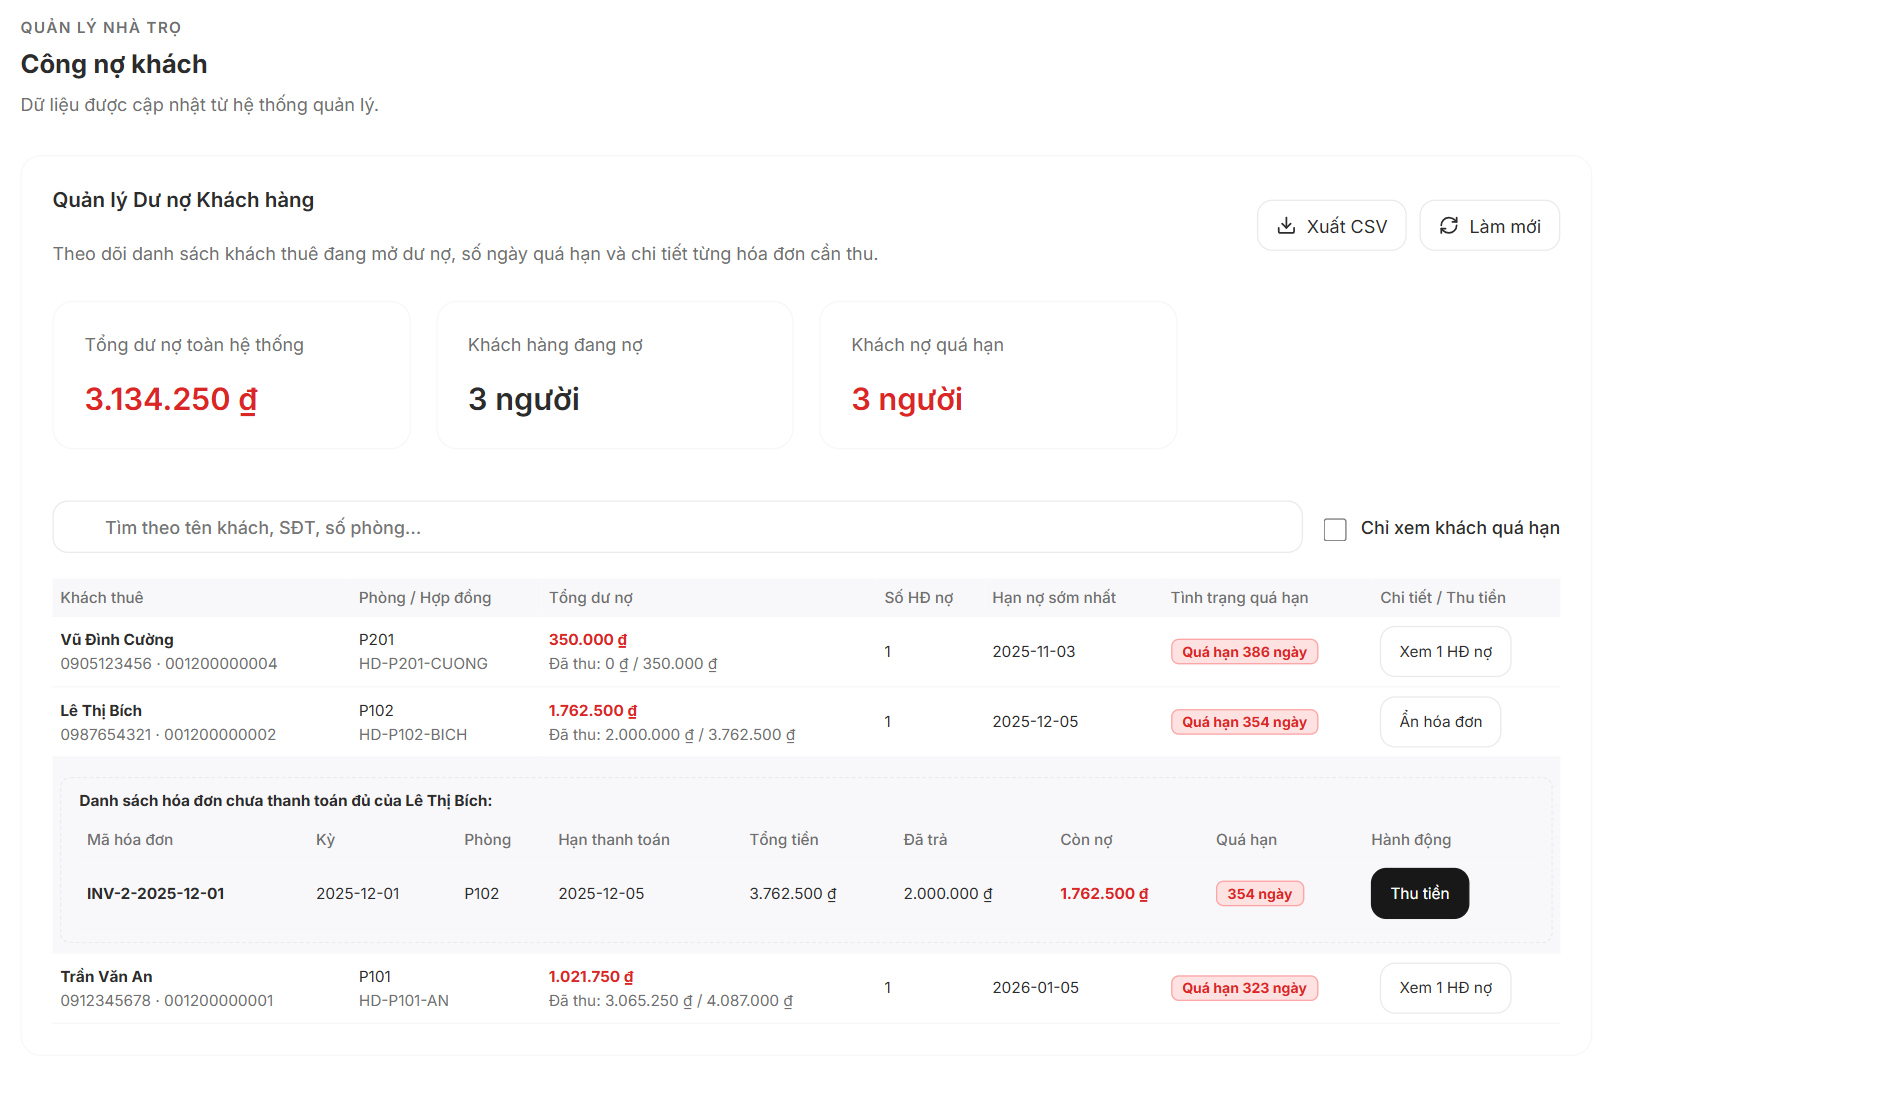 QUẢN LÝ NHÀ TRỌ
Công nợ khách
Dữ liệu được cập nhật từ hệ thống quản lý.
Quản lý Dư nợ Khách hàng
Theo dõi danh sách khách thuê đang mở dư nợ, số ngày quá hạn và chi tiết từng hóa đơn cần thu.
Xuất CSV
Làm mới
Tổng dư nợ toàn hệ thống
3.134.250 ₫
Khách hàng đang nợ
3 người
Khách nợ quá hạn
3 người
Tìm theo tên khách, SĐT, số phòng...
Chỉ xem khách quá hạn
Khách thuê Phòng / Hợp đồng Tổng dư nợ Số HĐ nợ Hạn nợ sớm nhất Tình trạng quá hạn Chi tiết / Thu tiền
Vũ Đình Cường P201 350.000 ₫ 1 2025-11-03 Quá hạn 386 ngày Xem 1 HĐ nợ
0905123456 · 001200000004 HD-P201-CUONG Đã thu: 0 ₫ / 350.000 ₫
Lê Thị Bích P102 1.762.500 ₫ 1 2025-12-05 Quá hạn 354 ngày Ẩn hóa đơn
0987654321 · 001200000002 HD-P102-BICH Đã thu: 2.000.000 ₫ / 3.762.500 ₫
Danh sách hóa đơn chưa thanh toán đủ của Lê Thị Bích:
Mã hóa đơn Kỳ Phòng Hạn thanh toán Tổng tiền Đã trả Còn nợ Quá hạn Hành động
INV-2-2025-12-01 2025-12-01 P102 2025-12-05 3.762.500 ₫ 2.000.000 ₫ 1.762.500 ₫ 354 ngày Thu tiền
Trần Văn An P101 1.021.750 ₫ 1 2026-01-05 Quá hạn 323 ngày Xem 1 HĐ nợ
0912345678 · 001200000001 HD-P101-AN Đã thu: 3.065.250 ₫ / 4.087.000 ₫